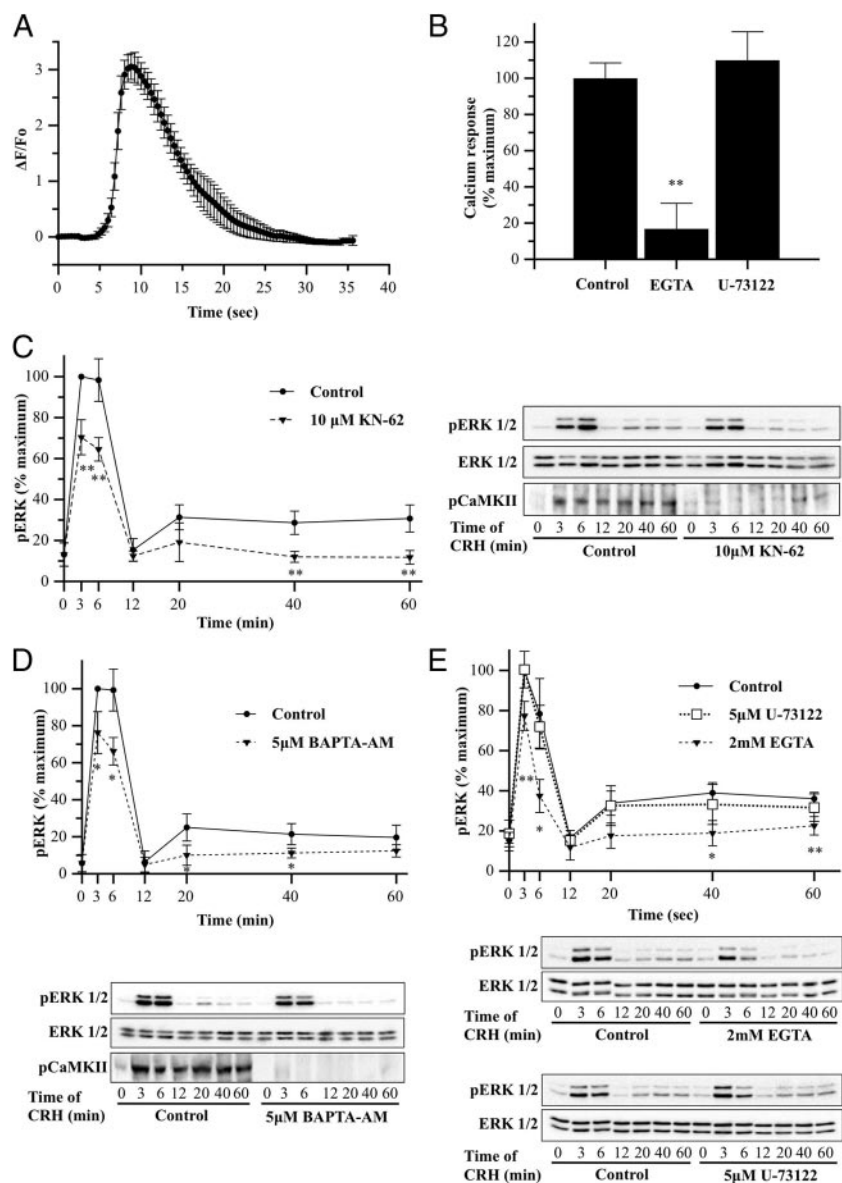 A
ΔF/Fo
3
2
1
0
0 5 10 15 20 25 30 35 40
Time (sec)
B
Calcium response
(% maximum)
120
100
80
60
40
20
0
**
Control EGTA U-73122
C
pERK (% maximum)
100
80
60
40
20
0
Control
10 μM KN-62
**
**
**
**
0 3 6 12 20 40 60
Time (min)
pERK 1/2
ERK 1/2
pCaMKII
Time of
CRH (min)
0 3 6 12 20 40 60 0 3 6 12 20 40 60
Control 10μM KN-62
D
pERK (% maximum)
100
80
60
40
20
0
Control
5μM BAPTA-AM
*
*
*
*
0 3 6 12 20 40 60
Time (min)
pERK 1/2
ERK 1/2
pCaMKII
Time of
CRH (min)
0 3 6 12 20 40 60 0 3 6 12 20 40 60
Control 5μM BAPTA-AM
E
pERK (% maximum)
100
80
60
40
20
0
Control
5μM U-73122
2mM EGTA
**
*
*
**
0 3 6 12 20 40 60
Time (sec)
pERK 1/2
ERK 1/2
Time of
CRH (min)
0 3 6 12 20 40 60 0 3 6 12 20 40 60
Control 2mM EGTA
pERK 1/2
ERK 1/2
Time of
CRH (min)
0 3 6 12 20 40 60 0 3 6 12 20 40 60
Control 5μM U-73122